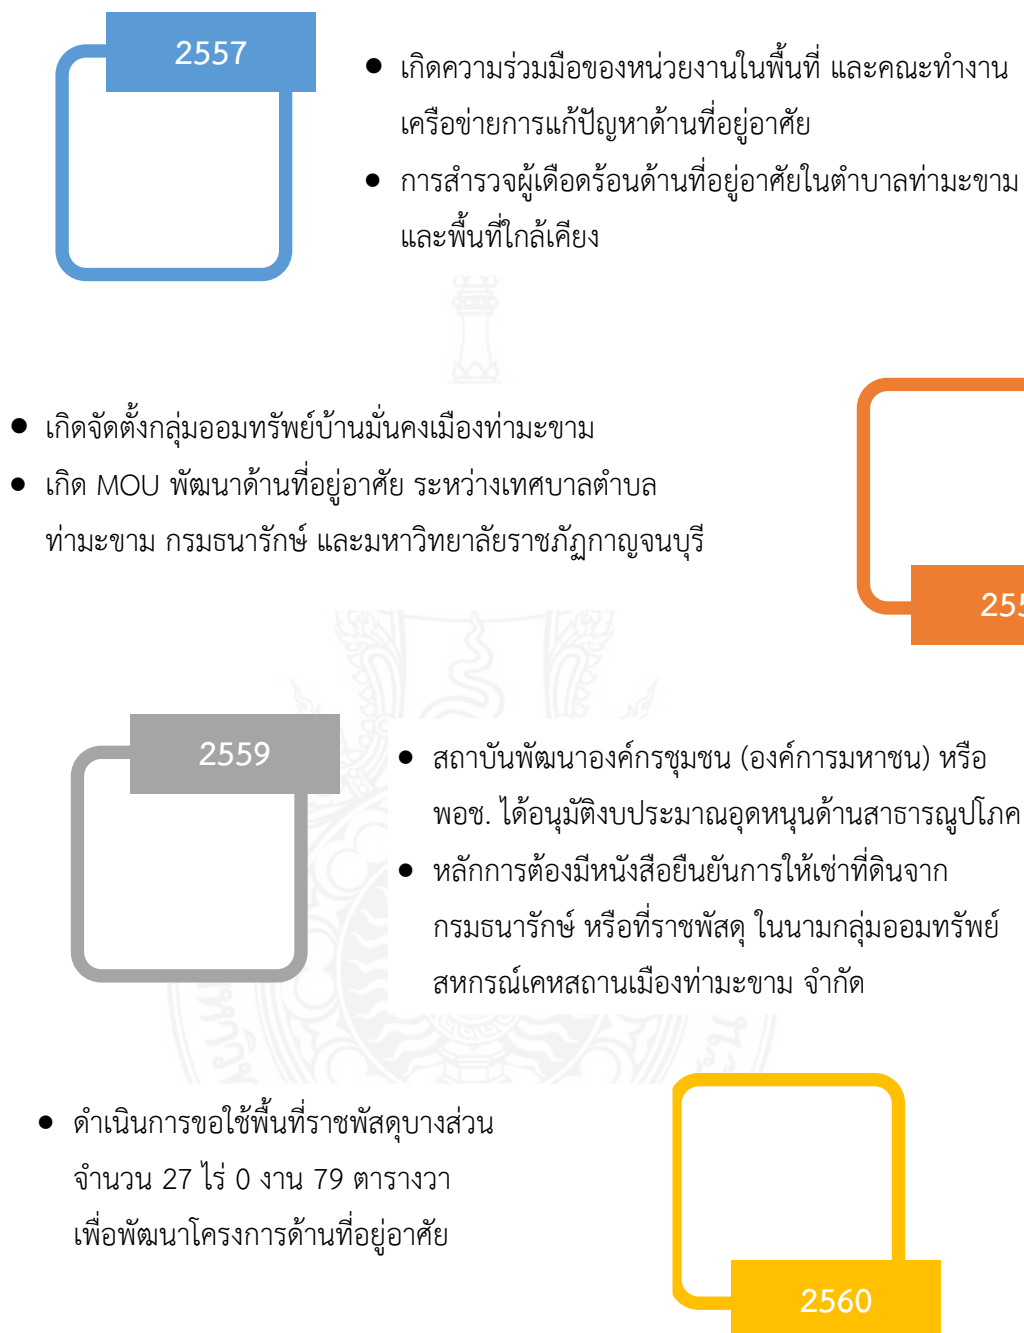 2557
● เกิดความร่วมมือของหน่วยงานในพื้นที่ และคณะทำงาน
เครือข่ายการแก้ปัญหาด้านที่อยู่อาศัย
● การสำรวจผู้เดือดร้อนด้านที่อยู่อาศัยในตำบาลท่ามะขาม
และพื้นที่ใกล้เคียง
● เกิดจัดตั้งกลุ่มออมทรัพย์บ้านมั่นคงเมืองท่ามะขาม
● เกิด MOU พัฒนาด้านที่อยู่อาศัย ระหว่างเทศบาลตำบล
ท่ามะขาม กรมธนารักษ์ และมหาวิทยาลัยราชภัฏกาญจนบุรี
2559
● สถาบันพัฒนาองค์กรชุมชน (องค์การมหาชน) หรือ
พอช. ได้อนุมัติงบประมาณอุดหนุนด้านสาธารณูปโภค
● หลักการต้องมีหนังสือยืนยันการให้เช่าที่ดินจาก
กรมธนารักษ์ หรือที่ราชพัสดุ ในนามกลุ่มออมทรัพย์
สหกรณ์เคหสถานเมืองท่ามะขาม จำกัด
● ดำเนินการขอใช้พื้นที่ราชพัสดุบางส่วน
จำนวน 27 ไร่ 0 งาน 79 ตารางวา
เพื่อพัฒนาโครงการด้านที่อยู่อาศัย
2560